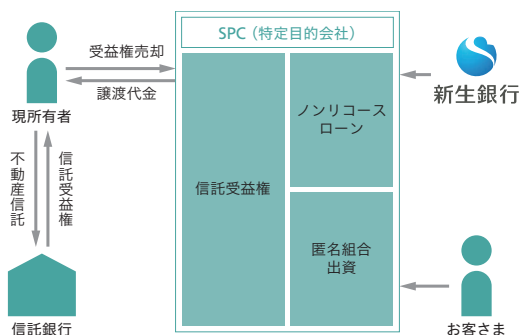 SPC（特定目的会社）
受益権売却
譲渡代金
現所有者
不動産信託
信託受益権
信託銀行
信託受益権
ノンリコース
ローン
匿名組合
出資
新生銀行
お客さま